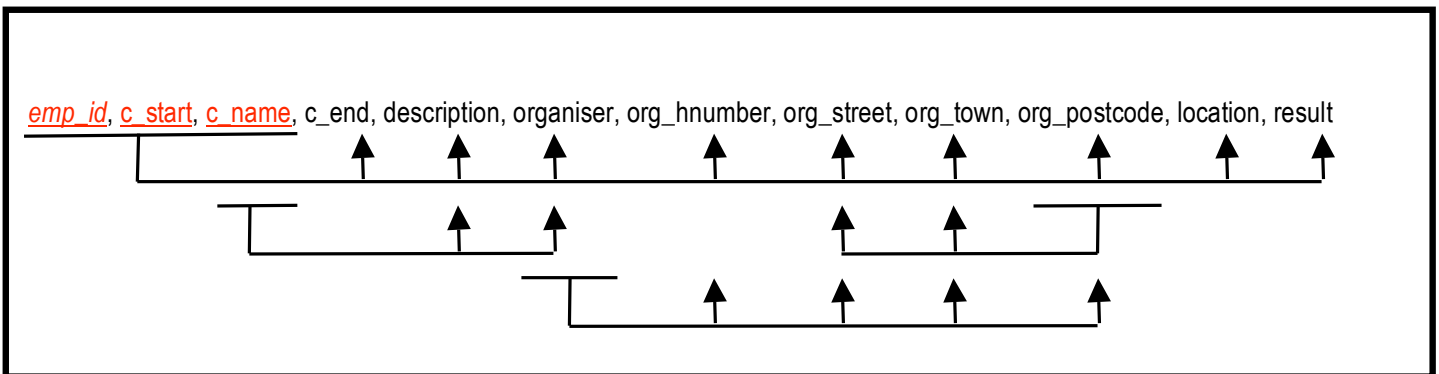 emp_id, c_start, c_name, c_end, description, organiser, org_hnumber, org_street, org_town, org_postcode, location, result